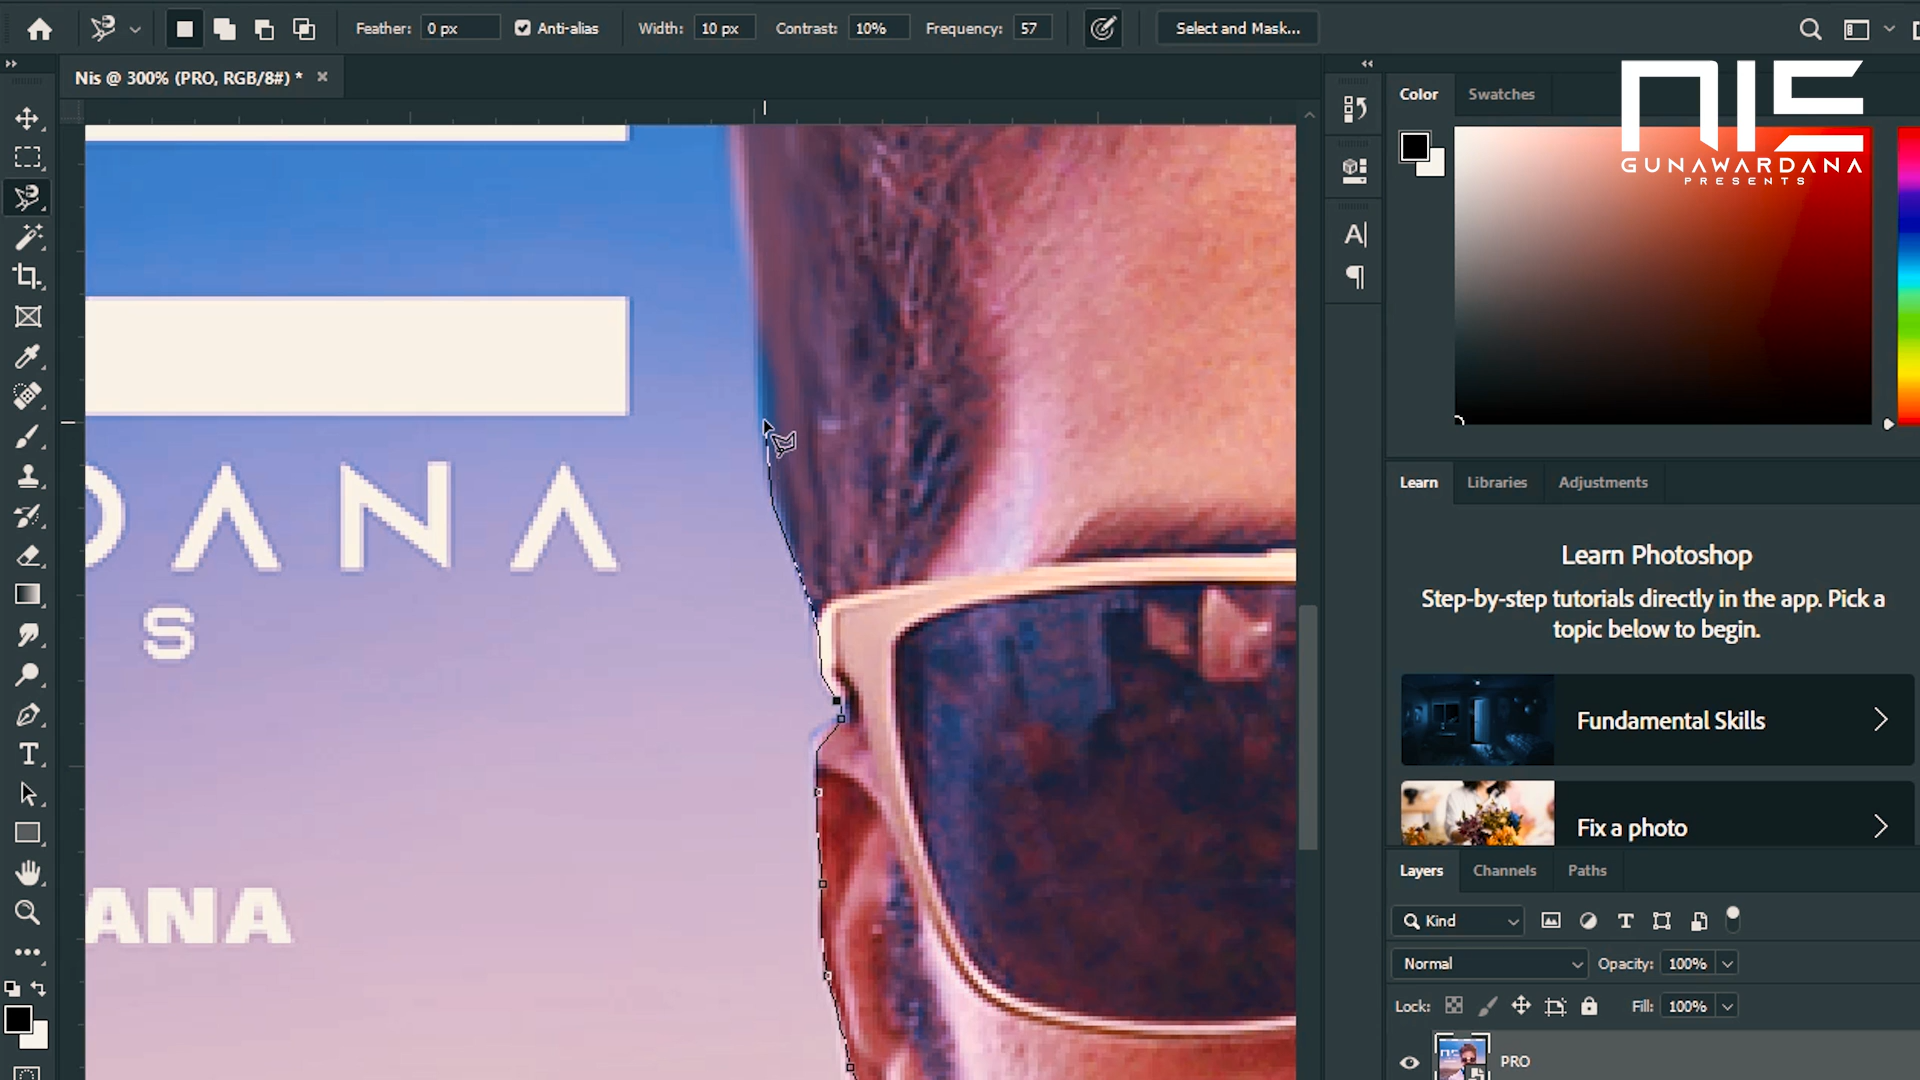 Feather: 0 px Anti-alias Width: 10 px Contrast: 10% Frequency: 57 Select and Mask...
Nis @ 300% (PRO, RGB/8#) * ×
Color Swatches
NIS
GUNAWARDANA
PRESENTS
DANA
S
ANA
Learn Libraries Adjustments
Learn Photoshop
Step-by-step tutorials directly in the app. Pick a
topic below to begin.
Fundamental Skills
Fix a photo
Layers Channels Paths
Kind
Normal Opacity: 100%
Lock: Fill: 100%
PRO